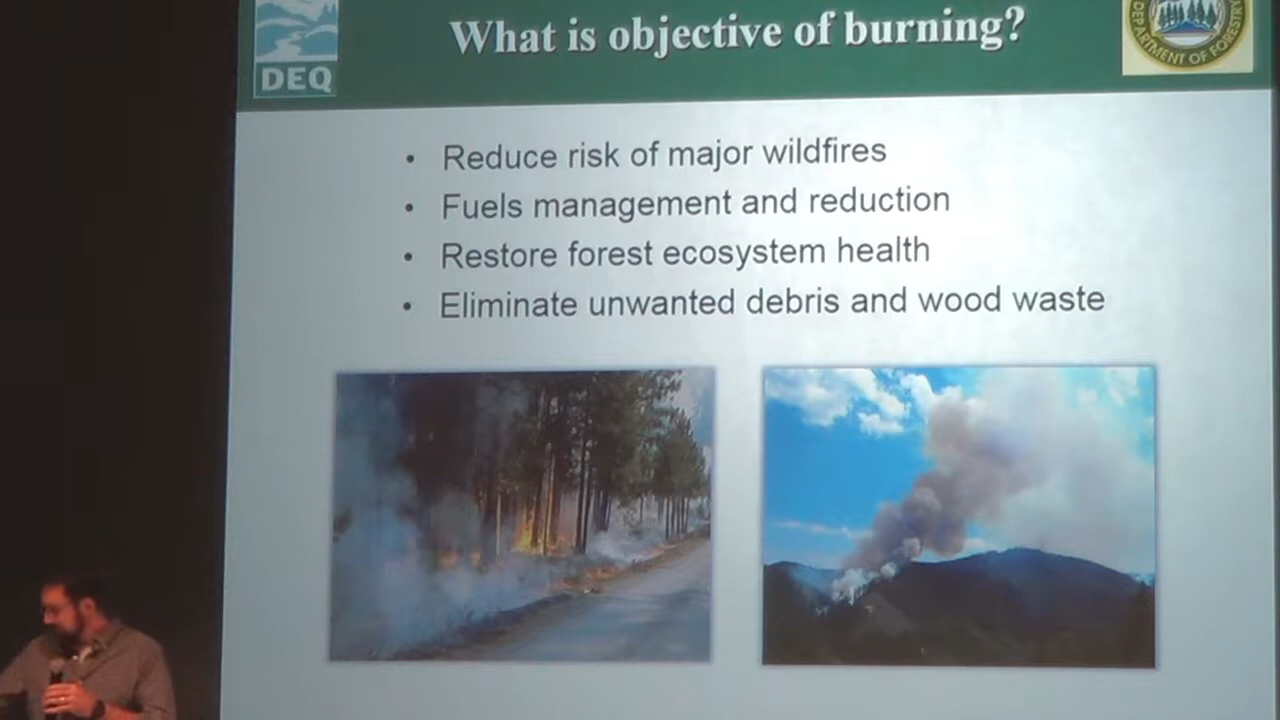 What is objective of burning?
DEQ
DEPARTMENT OF FORESTRY
• Reduce risk of major wildfires
• Fuels management and reduction
• Restore forest ecosystem health
• Eliminate unwanted debris and wood waste